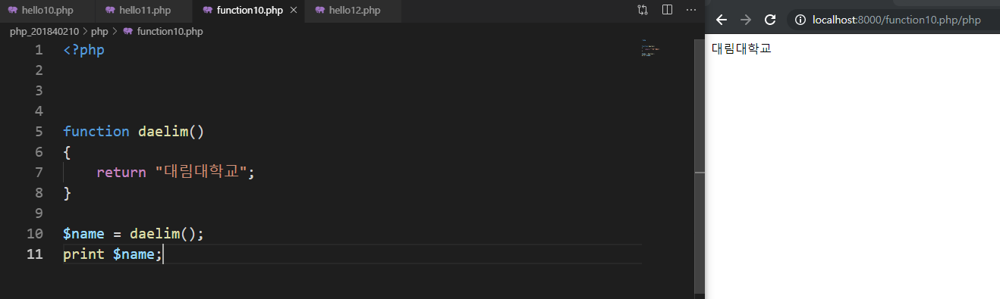 hello10.php hello11.php function10.php hello12.php
php_201840210 > php > function10.php
1 <?php
2
3
4
5 function daelim()
6 {
7 return "대림대학교";
8 }
9
10 $name = daelim();
11 print $name;
localhost:8000/function10.php/php
대림대학교